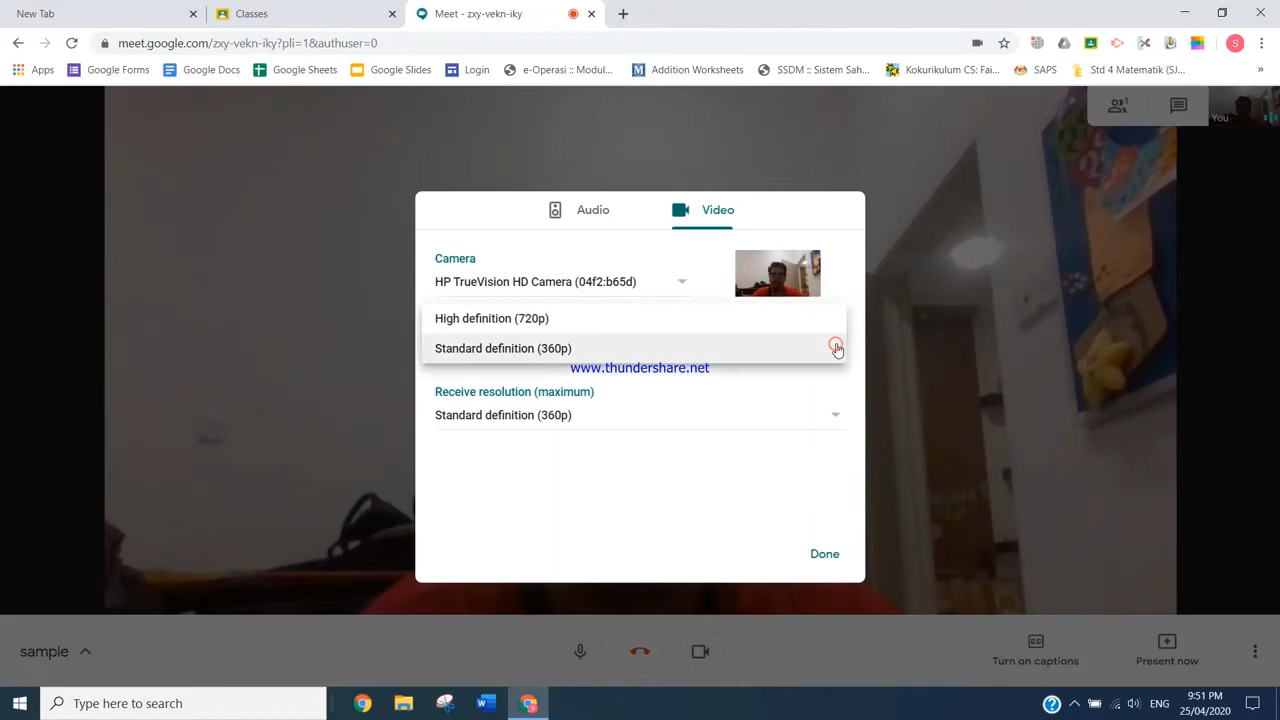 New Tab
Classes
Meet - zxy-vekn-iky
meet.google.com/zxy-vekn-iky?pli=1&authuser=0
S
Apps
Google Forms
Google Docs
Google Sheets
Google Slides
Login
e-Operasi :: Modul...
Addition Worksheets
SSDM :: Sistem Sah...
Kokurikulum CS: Fai...
SAPS
Std 4 Matematik (SJ...
»
1
You
Audio
Video
Camera
HP TrueVision HD Camera (04f2:b65d)
High definition (720p)
Standard definition (360p)
www.thundershare.net
Receive resolution (maximum)
Standard definition (360p)
Done
sample
CC
Turn on captions
Present now
Type here to search
W
?
ENG
9:51 PM
25/04/2020